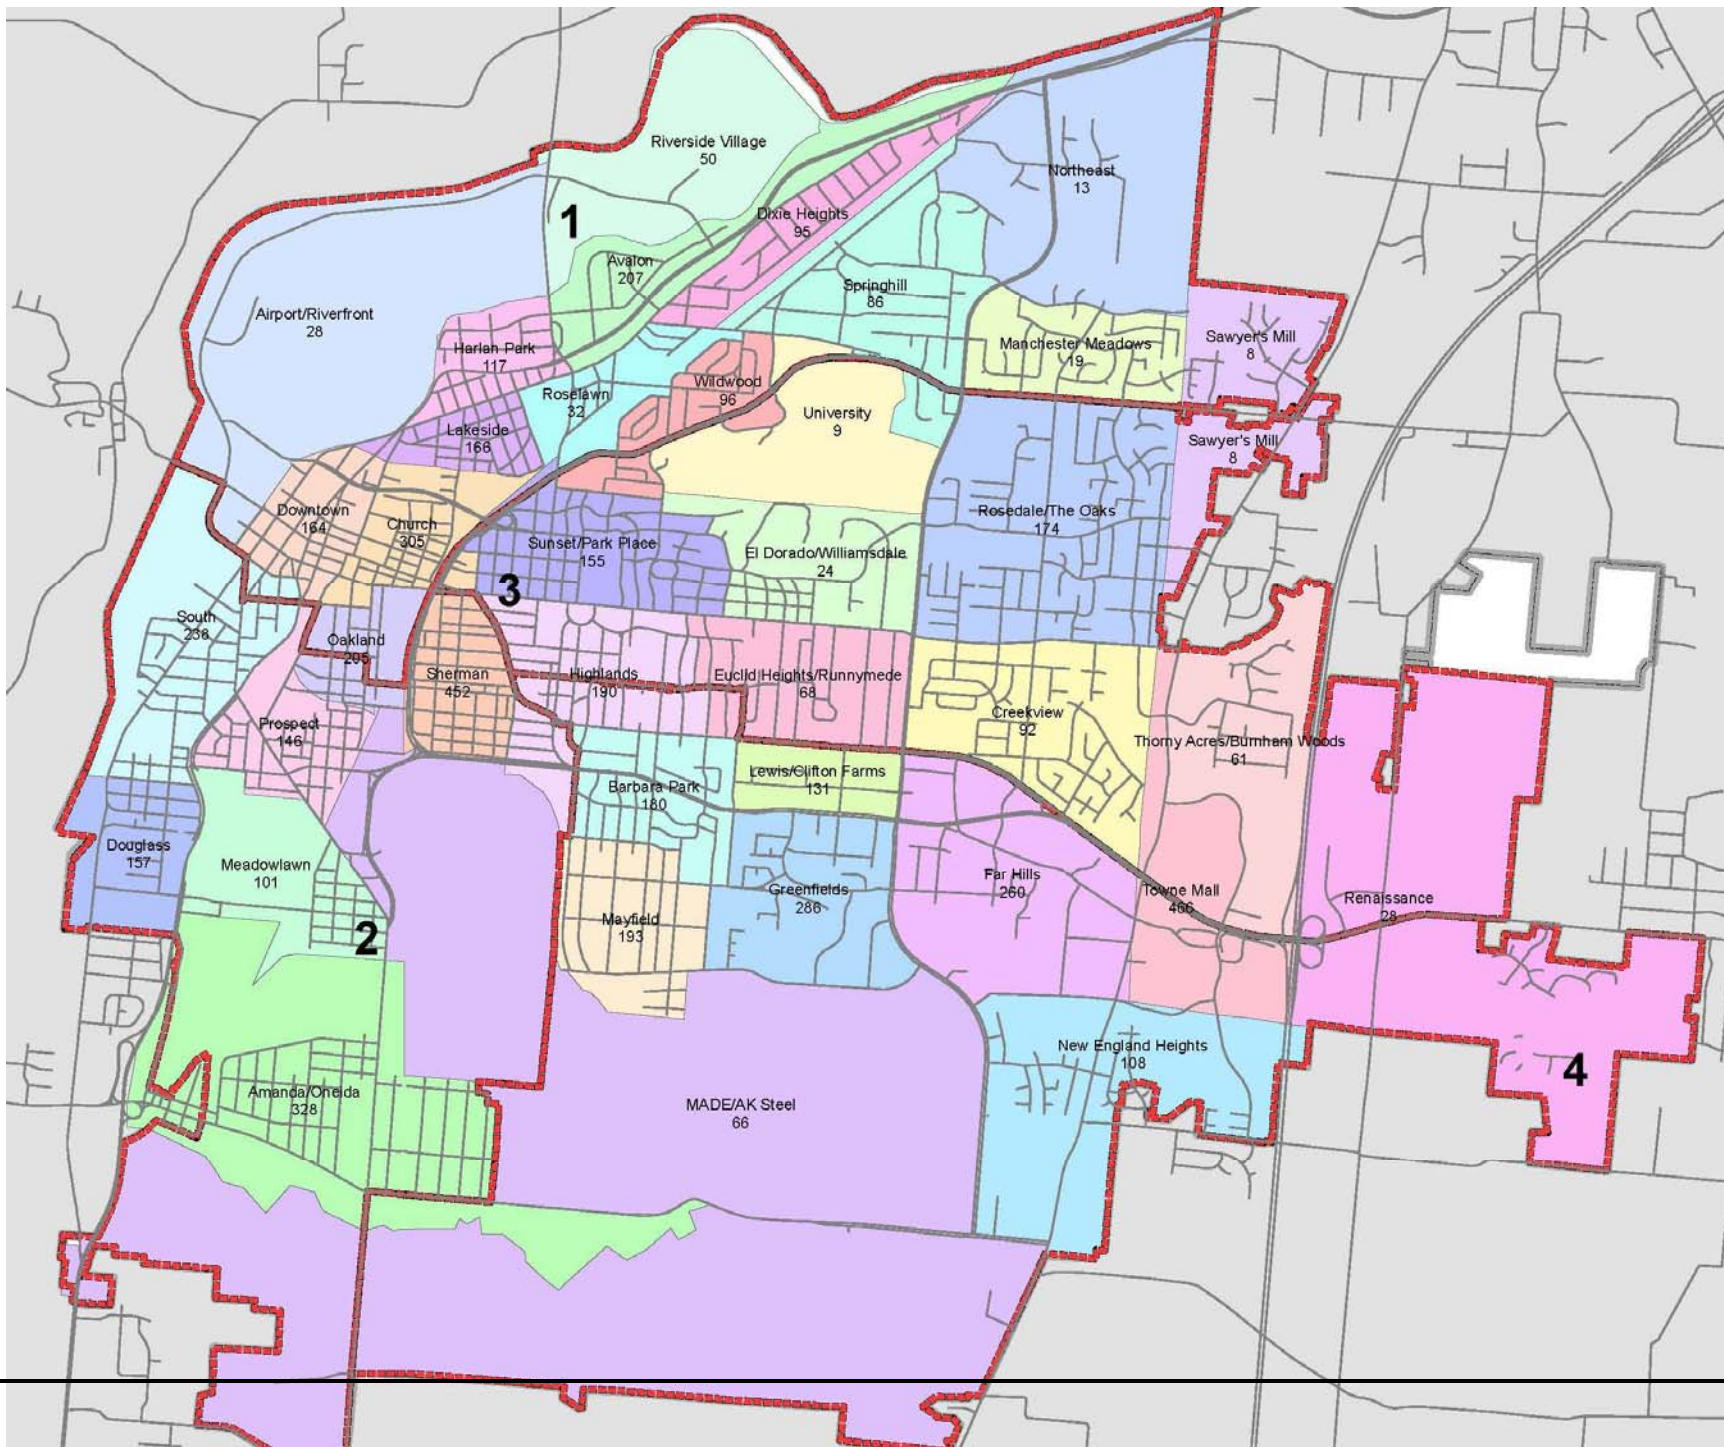 Riverside Village
50
Northeast
13
1
Dixie Heights
95
Avalon
207
Springhill
86
Airport/Riverfront
28
Harlan Park
117
Manchester Meadows
19
Sawyer's Mill
8
Roselawn
32
Wildwood
96
University
9
Lakeside
166
Sawyer's Mill
8
Downtown
164
Church
305
Sunset/Park Place
155
Rosedale/The Oaks
174
El Dorado/Williamsdale
24
3
South
238
Oakland
205
Sherman
452
Highlands
190
Euclid Heights/Runnymede
68
Prospect
146
Creekview
92
Thorny Acres/Burnham Woods
61
Lewis/Clifton Farms
131
Barbara Park
180
Douglass
157
Meadowlawn
101
Far Hills
260
Greenfields
286
Towne Mall
466
Renaissance
28
Mayfield
193
2
New England Heights
108
4
Amanda/Oneida
328
MADE/AK Steel
66